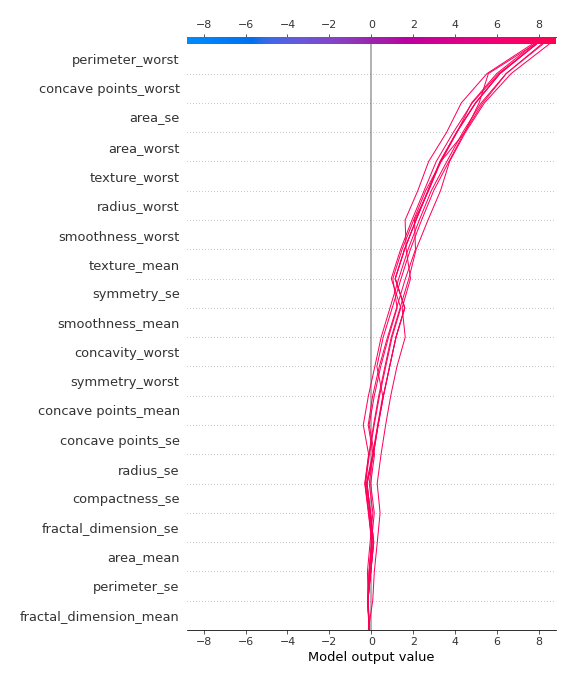 −8 −6 −4 −2 0 2 4 6 8
perimeter_worst
concave points_worst
area_se
area_worst
texture_worst
radius_worst
smoothness_worst
texture_mean
symmetry_se
smoothness_mean
concavity_worst
symmetry_worst
concave points_mean
concave points_se
radius_se
compactness_se
fractal_dimension_se
area_mean
perimeter_se
fractal_dimension_mean
−8 −6 −4 −2 0 2 4 6 8
Model output value